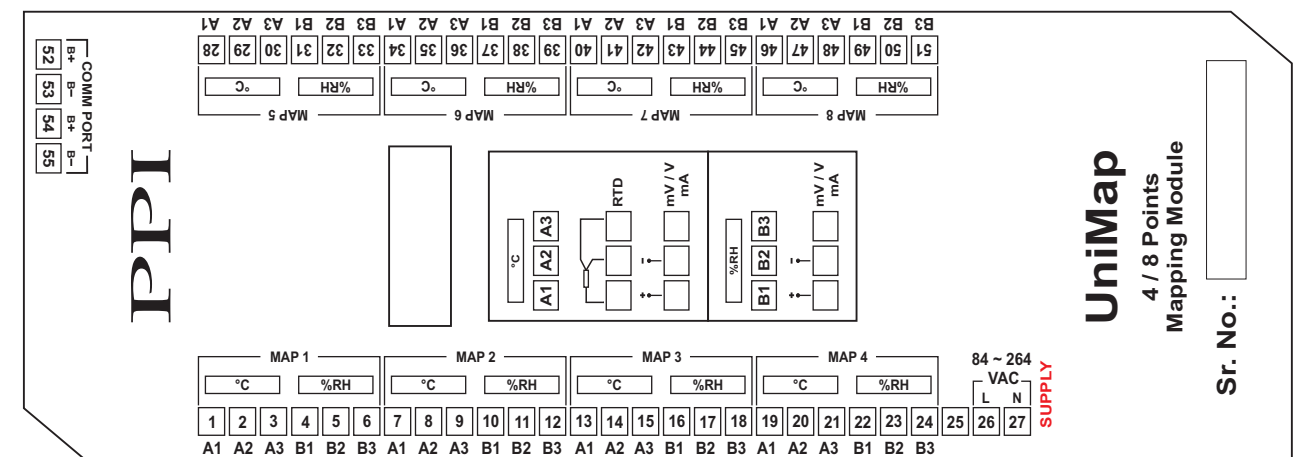 A1 A2 A3 B1 B2 B3 A1 A2 A3 B1 B2 B3 A1 A2 A3 B1 B2 B3 A1 A2 A3 B1 B2 B3
28 29 30 31 32 33 34 35 36 37 38 39 40 41 42 43 44 45 46 47 48 49 50 51
°C %RH °C %RH °C %RH °C %RH
MAP 5 MAP 6 MAP 7 MAP 8
COMM PORT
B+ B- B+ B-
52 53 54 55
PPI
°C
A1 A2 A3
RTD
mV / V
mA
+ -
%RH
B1 B2 B3
mV / V
mA
+ -
UniMap
4 / 8 Points
Mapping Module
Sr. No.:
MAP 1 MAP 2 MAP 3 MAP 4
°C %RH °C %RH °C %RH °C %RH
84 ~ 264
VAC
L N
SUPPLY
1 2 3 4 5 6 7 8 9 10 11 12 13 14 15 16 17 18 19 20 21 22 23 24 25 26 27
A1 A2 A3 B1 B2 B3 A1 A2 A3 B1 B2 B3 A1 A2 A3 B1 B2 B3 A1 A2 A3 B1 B2 B3